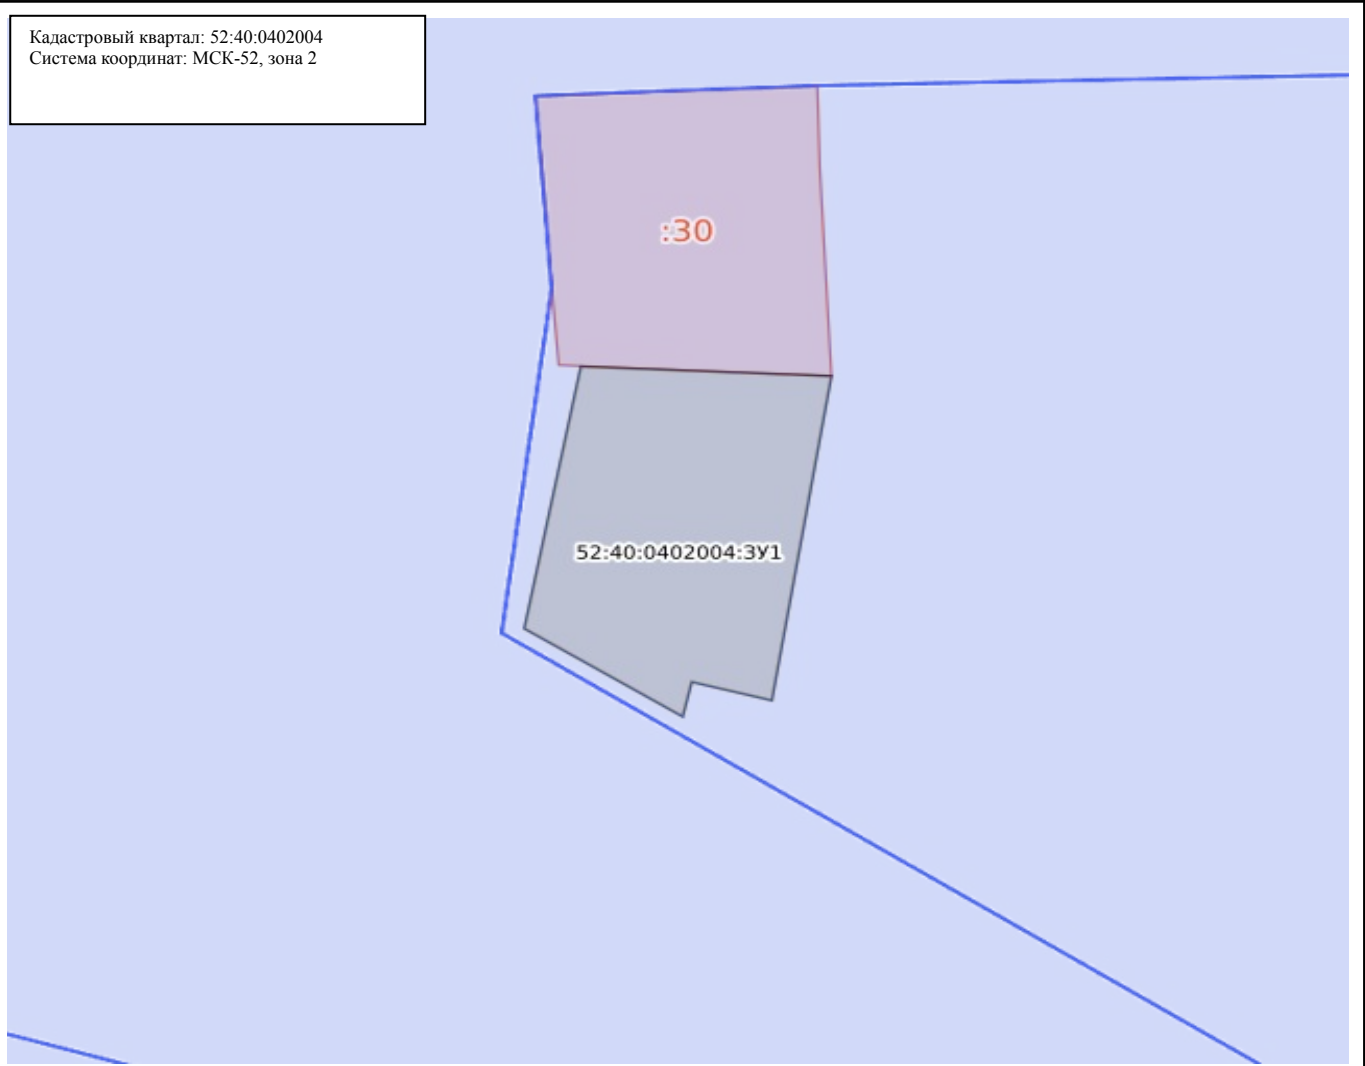 Кадастровый квартал: 52:40:0402004
Система координат: МСК-52, зона 2
:30
52:40:0402004:ЗУ1